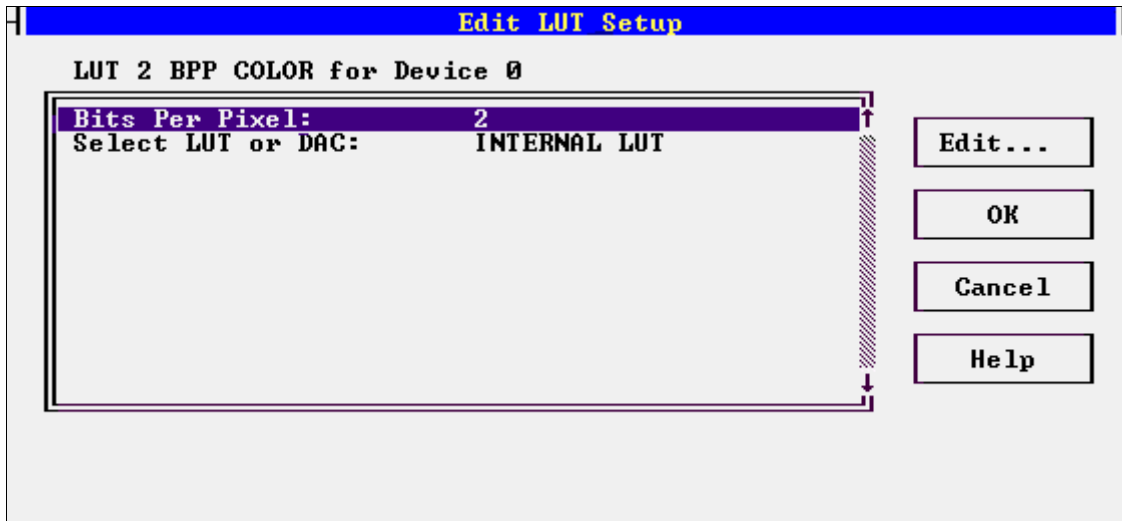 Edit LUT Setup
LUT 2 BPP COLOR for Device 0
Bits Per Pixel: 2
Select LUT or DAC: INTERNAL LUT
Edit...
OK
Cancel
Help